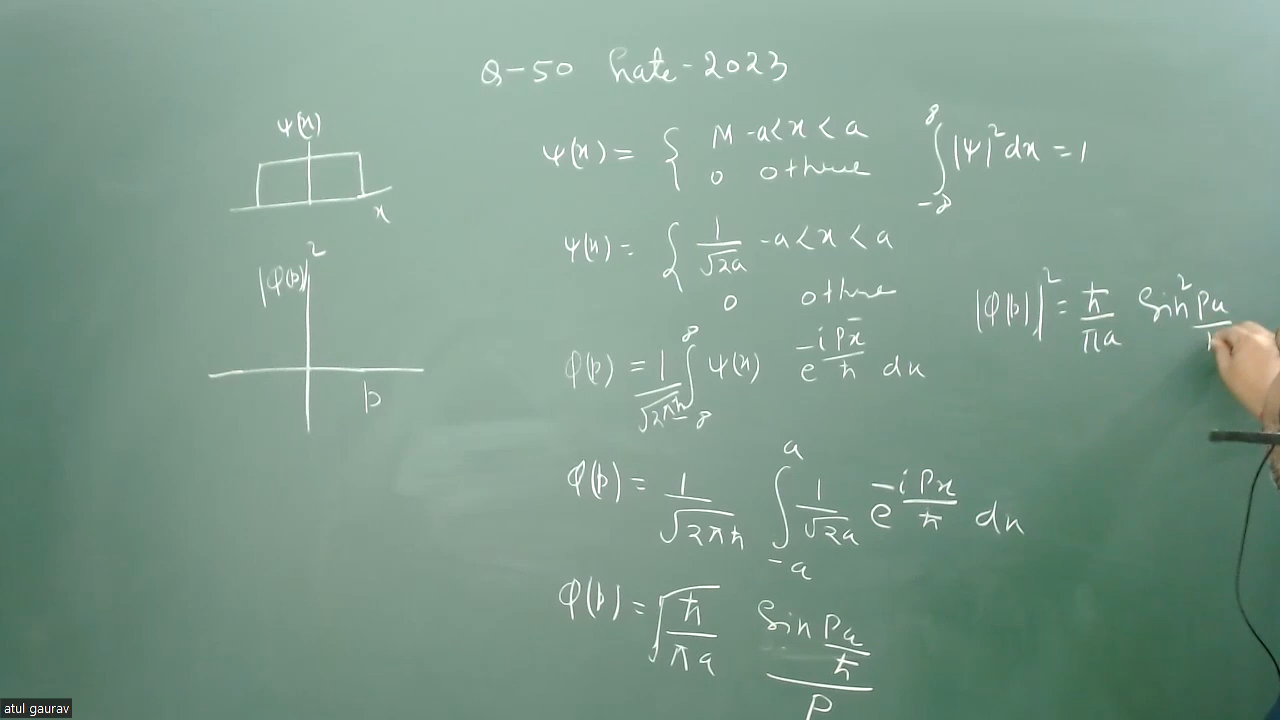 Q-50 Gate-2023
ψ(x)
x
|φ(p)|²
p
ψ(x) = { M -a<x<a
0 otherwise
∫_{-∞}^{∞} |ψ|² dx = 1
ψ(x) = { 1/√2a -a<x<a
0 otherwise
φ(p) = 1/√2πħ ∫_{-∞}^{∞} ψ(x) e^{-ipx/ħ} dx
φ(p) = 1/√2πħ ∫_{-a}^{a} 1/√2a e^{-ipx/ħ} dx
φ(p) = √(ħ/πa) sin(pa/ħ)/p
|φ(p)|² = ħ/πa sin² pa
atul gaurav